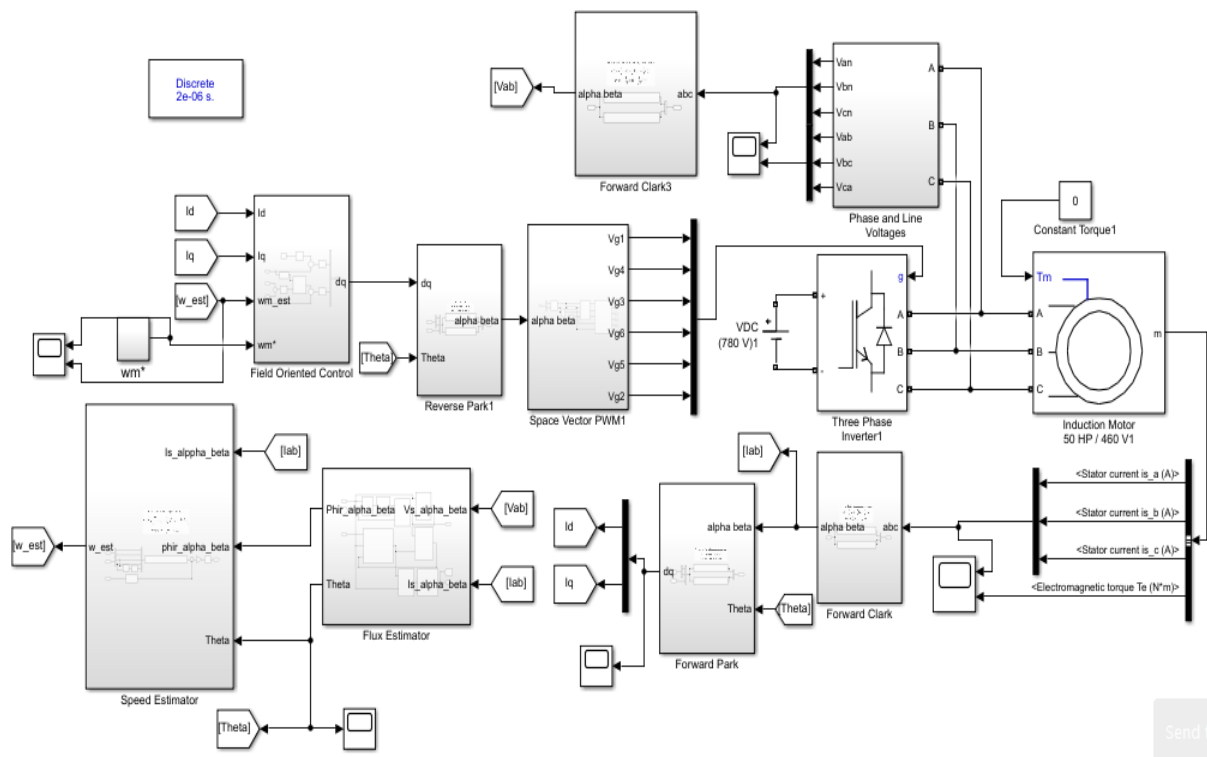 Discrete
2e-06 s.
[Vab]
alpha beta
abc
Forward Clark3
Van
Vbn
Vcn
Vab
Vbc
Vca
A
B
C
Phase and Line
Voltages
0
Constant Torque1
Id
Iq
[w_est]
Id
Iq
wm_est
wm*
dq
Field Oriented Control
wm*
[Theta]
dq
Theta
alpha beta
Reverse Park1
alpha beta
Vg1
Vg4
Vg3
Vg6
Vg5
Vg2
Space Vector PWM1
VDC
(780 V)1
+
-
+
-
g
A
B
C
Three Phase
Inverter1
Tm
A
B
C
m
Induction Motor
50 HP / 460 V1
<Stator current is_a (A)>
<Stator current is_b (A)>
<Stator current is_c (A)>
<Electromagnetic torque Te (N*m)>
abc
alpha beta
Forward Clark
[Iab]
alpha beta
Theta
dq
[Theta]
Forward Park
Id
Iq
[Vab]
[Iab]
Vs_alpha_beta
Is_alpha_beta
Phir_alpha_beta
Theta
Flux Estimator
[Iab]
Is_alppha_beta
phir_alpha_beta
Theta
w_est
Speed Estimator
[w_est]
[Theta]
Send